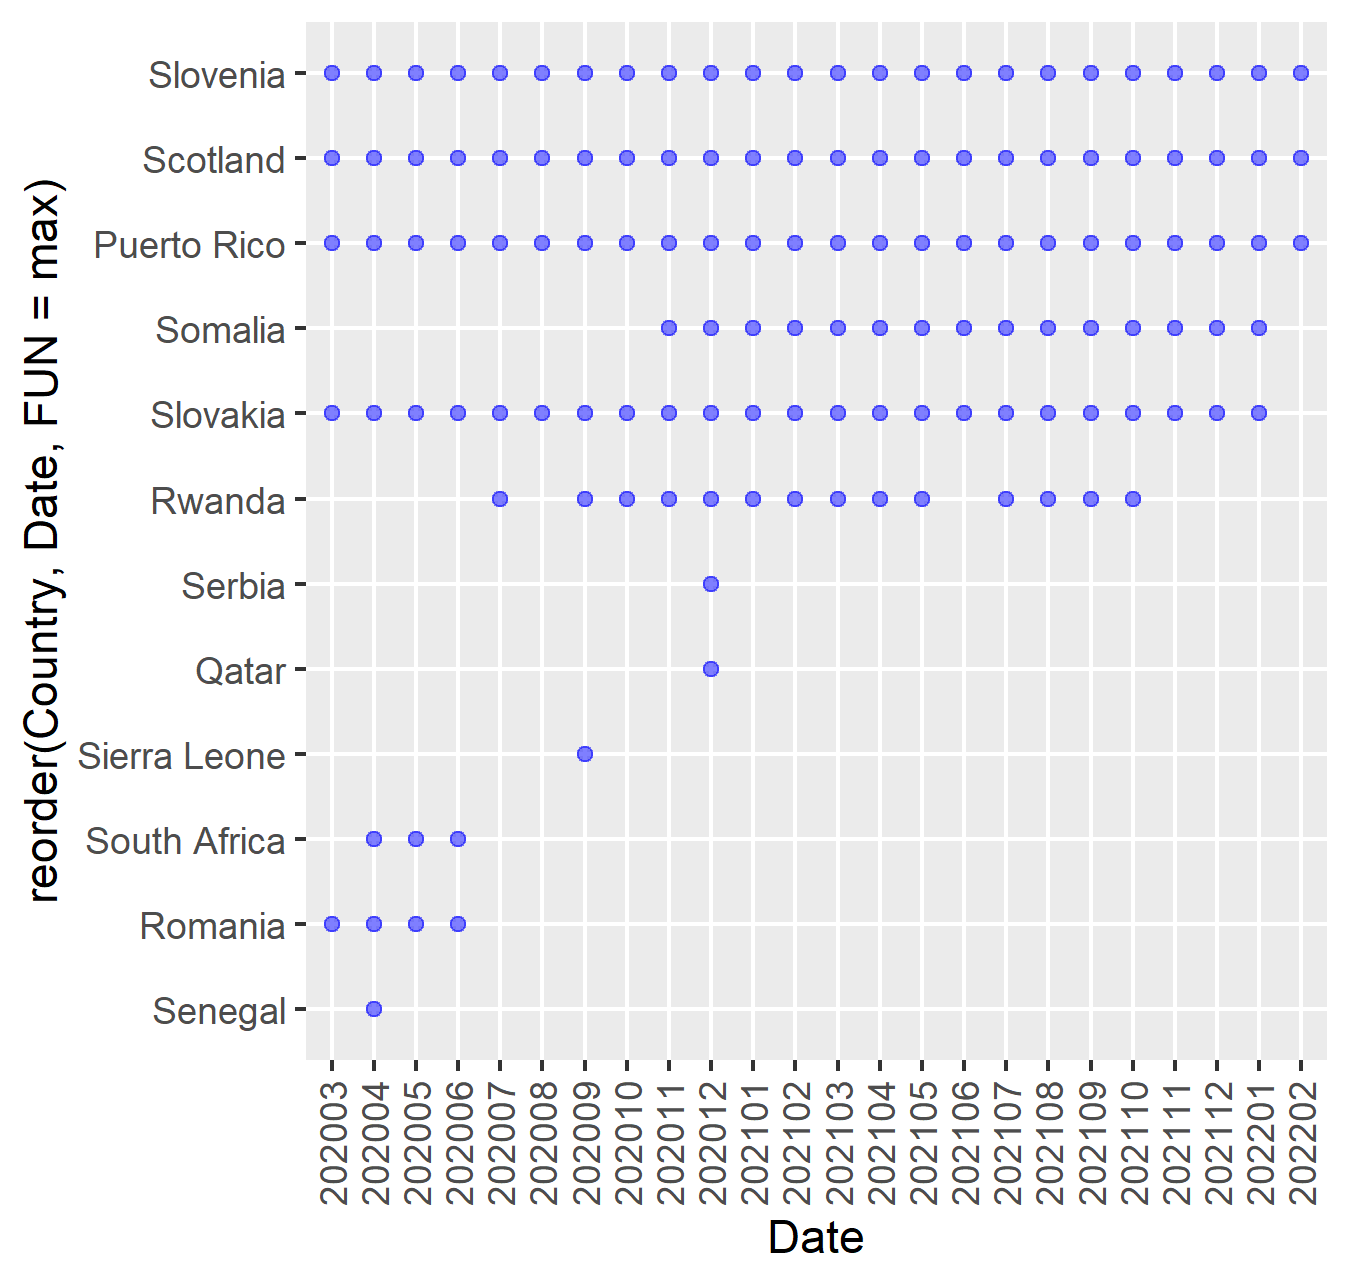 reorder(Country, Date, FUN = max)
Slovenia
Scotland
Puerto Rico
Somalia
Slovakia
Rwanda
Serbia
Qatar
Sierra Leone
South Africa
Romania
Senegal
202003
202004
202005
202006
202007
202008
202009
202010
202011
202012
202101
202102
202103
202104
202105
202106
202107
202108
202109
202110
202111
202112
202201
202202
Date